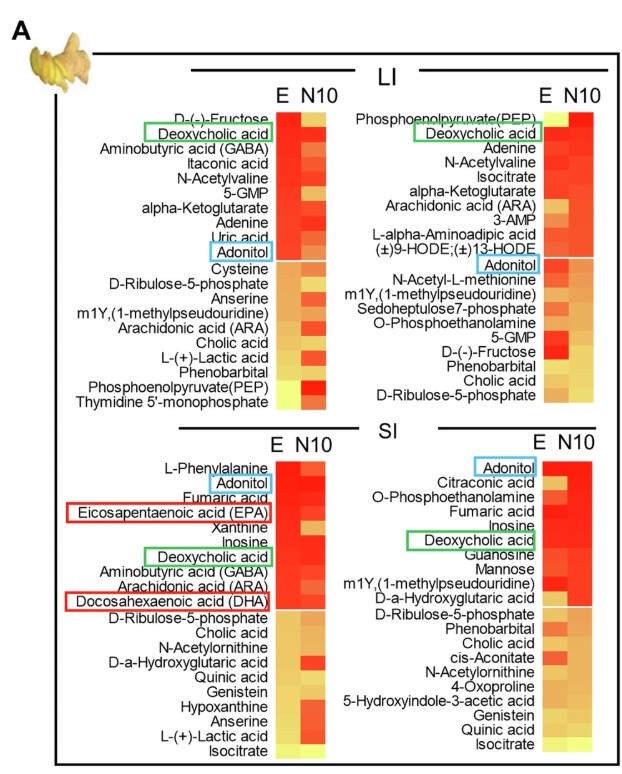 A
LI
E N10
D-(-)-Fructose
Deoxycholic acid
Aminobutyric acid (GABA)
Itaconic acid
N-Acetylvaline
5-GMP
alpha-Ketoglutarate
Adenine
Uric acid
Adonitol
Cysteine
D-Ribulose-5-phosphate
Anserine
m1Y,(1-methylpseudouridine)
Arachidonic acid (ARA)
Cholic acid
L-(+)-Lactic acid
Phenobarbital
Phosphoenolpyruvate(PEP)
Thymidine 5'-monophosphate
E N10
Phosphoenolpyruvate(PEP)
Deoxycholic acid
Adenine
N-Acetylvaline
Isocitrate
alpha-Ketoglutarate
Arachidonic acid (ARA)
3-AMP
L-alpha-Aminoadipic acid
(±)9-HODE;(±)13-HODE
Adonitol
N-Acetyl-L-methionine
m1Y,(1-methylpseudouridine)
Sedoheptulose7-phosphate
O-Phosphoethanolamine
5-GMP
D-(-)-Fructose
Phenobarbital
Cholic acid
D-Ribulose-5-phosphate
SI
E N10
L-Phenylalanine
Adonitol
Fumaric acid
Eicosapentaenoic acid (EPA)
Xanthine
Inosine
Deoxycholic acid
Aminobutyric acid (GABA)
Arachidonic acid (ARA)
Docosahexaenoic acid (DHA)
D-Ribulose-5-phosphate
Cholic acid
N-Acetylornithine
D-a-Hydroxyglutaric acid
Quinic acid
Genistein
Hypoxanthine
Anserine
L-(+)-Lactic acid
Isocitrate
E N10
Adonitol
Citraconic acid
O-Phosphoethanolamine
Fumaric acid
Inosine
Deoxycholic acid
Guanosine
Mannose
m1Y,(1-methylpseudouridine)
D-a-Hydroxyglutaric acid
D-Ribulose-5-phosphate
Phenobarbital
Cholic acid
cis-Aconitate
N-Acetylornithine
4-Oxoproline
5-Hydroxyindole-3-acetic acid
Genistein
Quinic acid
Isocitrate